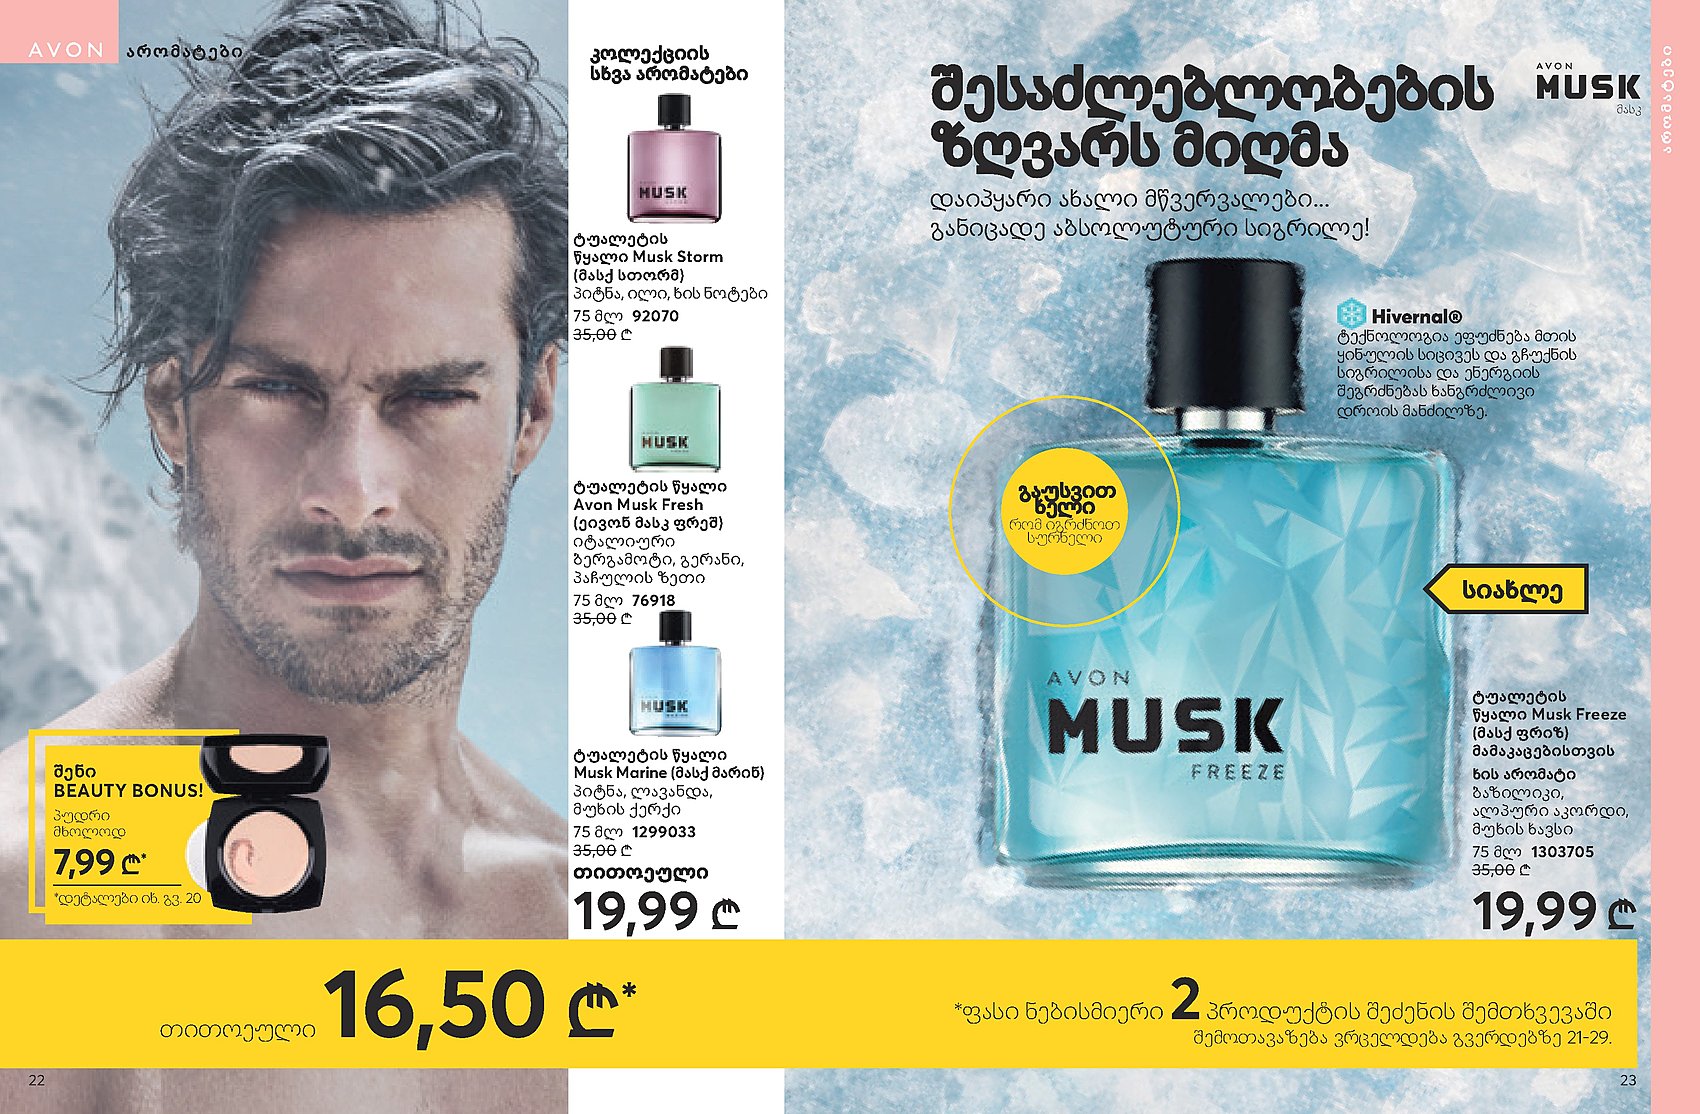 AVON არომატები
კოლექციის
სხვა არომატები
MUSK
ტუალეტის
წყალი Musk Storm
(მასქ სთორმ)
პიტნა, ილი, ხის ნოტები
75 მლ 92070
35,00 ₾
MUSK
ტუალეტის წყალი
Avon Musk Fresh
(ეივონ მასკ ფრეშ)
იტალიური
ბერგამოტი, გერანი,
პაჩულის ზეთი
75 მლ 76918
35,00 ₾
MUSK
ტუალეტის წყალი
Musk Marine (მასქ მარინ)
პიტნა, ლავანდა,
მუხის ქერქი
75 მლ 1299033
35,00 ₾
თითოეული
19,99 ₾
შენი
BEAUTY BONUS!
პუდრი
მხოლოდ
7,99 ₾*
*დეტალები იხ. გვ. 20
შესაძლებლობების
ზღვარს მიღმა
დაიპყარი ახალი მწვერვალები...
განიცადე აბსოლუტური სიგრილე!
AVON
MUSK
მასკ
არომატები
Hivernal®
ტექნოლოგია ეფუძნება მთის
ყინულის სიცივეს და გჩუქნის
სიგრილისა და ენერგიის
შეგრძნებას ხანგრძლივი
დროის მანძილზე.
გაუსვით
ხელი
რომ იგრძნოთ
სურნელი
სიახლე
AVON
MUSK
FREEZE
ტუალეტის
წყალი Musk Freeze
(მასქ ფრიზ)
მამაკაცებისთვის
ხის არომატი
ბაზილიკი,
ალპური აკორდი,
მუხის ხავსი
75 მლ 1303705
35,00 ₾
19,99 ₾
თითოეული 16,50 ₾*
*ფასი ნებისმიერი 2 პროდუქტის შეძენის შემთხვევაში
შემოთავაზება ვრცელდება გვერდებზე 21-29.
22
23